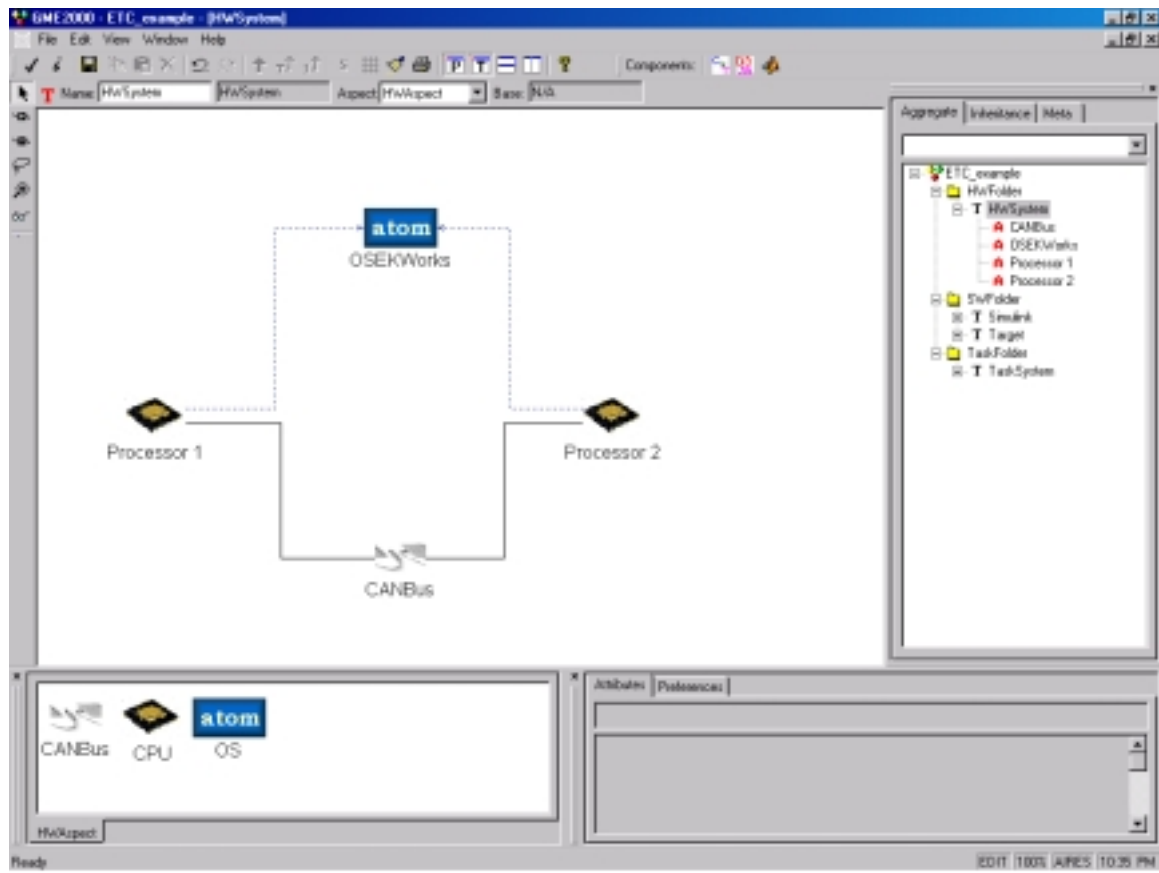 GME2000 - ETC_example - [HWSystem]
File Edit View Window Help
Components:
Name: HWSystem HWSystem Aspect: HWAspect Base: N/A
Aggregate Inheritance Meta
ETC_example
HWFolder
HWSystem
CANBus
OSEKWorks
Processor 1
Processor 2
SWFolder
Simulink
Target
TaskFolder
TaskSystem
atom
OSEKWorks
Processor 1
Processor 2
CANBus
atom
CANBus CPU OS
HWAspect
Attributes Preferences
Ready
EDIT 100% AIRES 10:35 PM